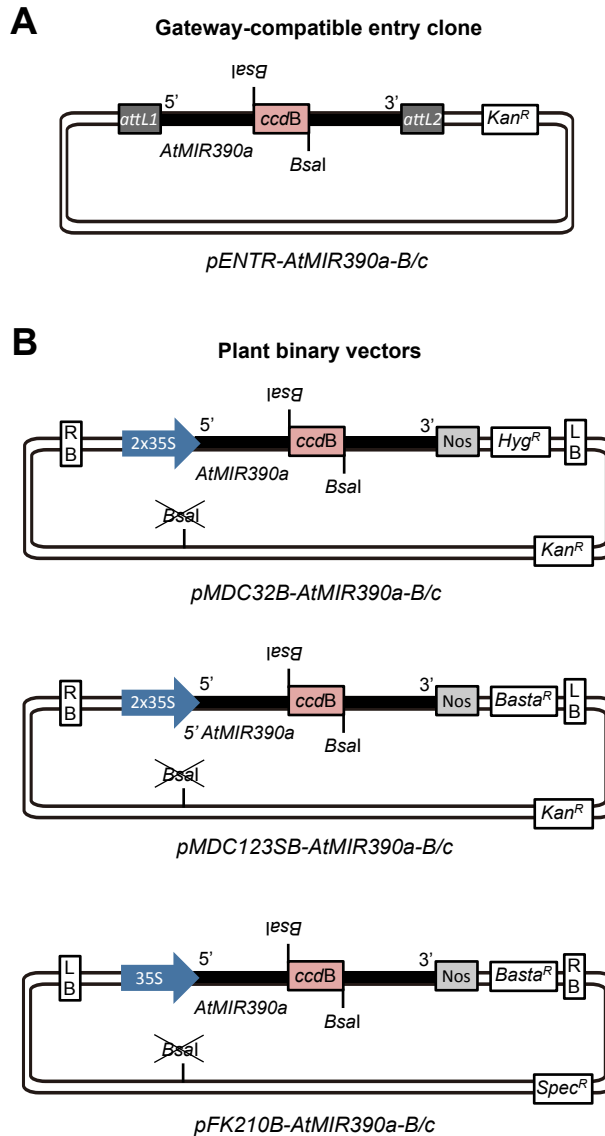 A
Gateway-compatible entry clone
BsaI
5’
3’
attL1
ccdB
attL2
KanR
AtMIR390a
BsaI
pENTR-AtMIR390a-B/c
B
Plant binary vectors
BsaI
RB
2x35S
5’
ccdB
3’
Nos
HygR
LB
AtMIR390a
BsaI
BsaI
KanR
pMDC32B-AtMIR390a-B/c
BsaI
RB
2x35S
5’
ccdB
3’
Nos
BastaR
LB
5’ AtMIR390a
BsaI
BsaI
KanR
pMDC123SB-AtMIR390a-B/c
BsaI
LB
35S
5’
ccdB
3’
Nos
BastaR
RB
AtMIR390a
BsaI
BsaI
SpecR
pFK210B-AtMIR390a-B/c